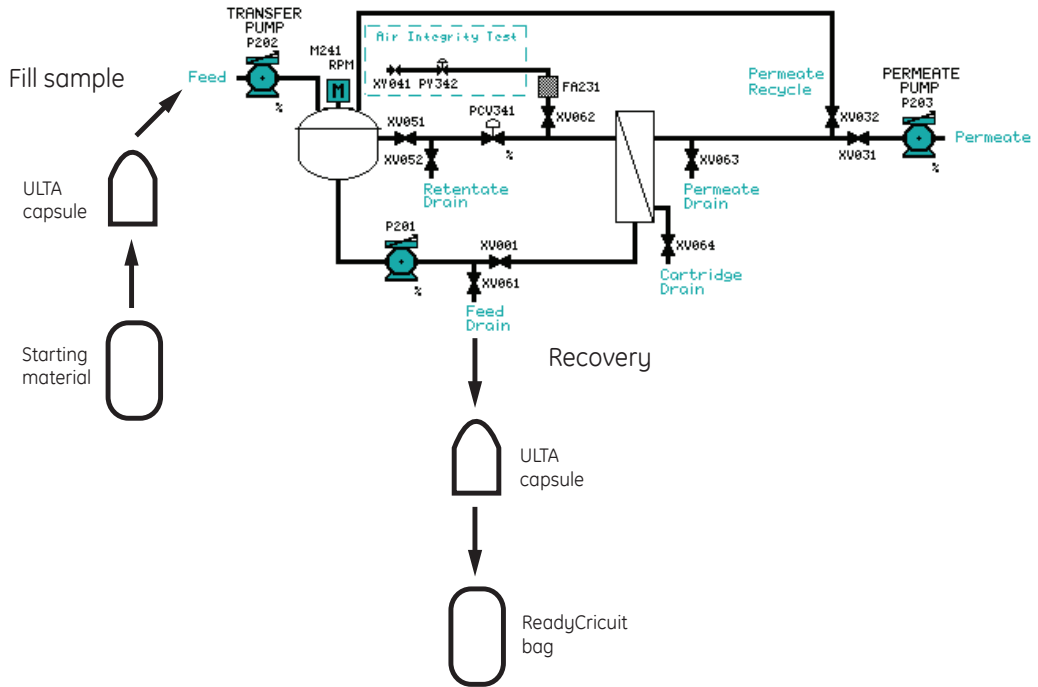 TRANSFER
PUMP
P202
Fill sample
Feed
%
M241
RPM
M
Air Integrity Test
XY041
PY342
FA231
XV062
PCV341
%
XV051
XV052
Retentate
Drain
Permeate
Recycle
PERMEATE
PUMP
P203
XV032
XV031
Permeate
%
XV063
Permeate
Drain
XV064
Cartridge
Drain
P201
%
XV001
XV061
Feed
Drain
ULTA
capsule
Starting
material
Recovery
ULTA
capsule
ReadyCricuit
bag